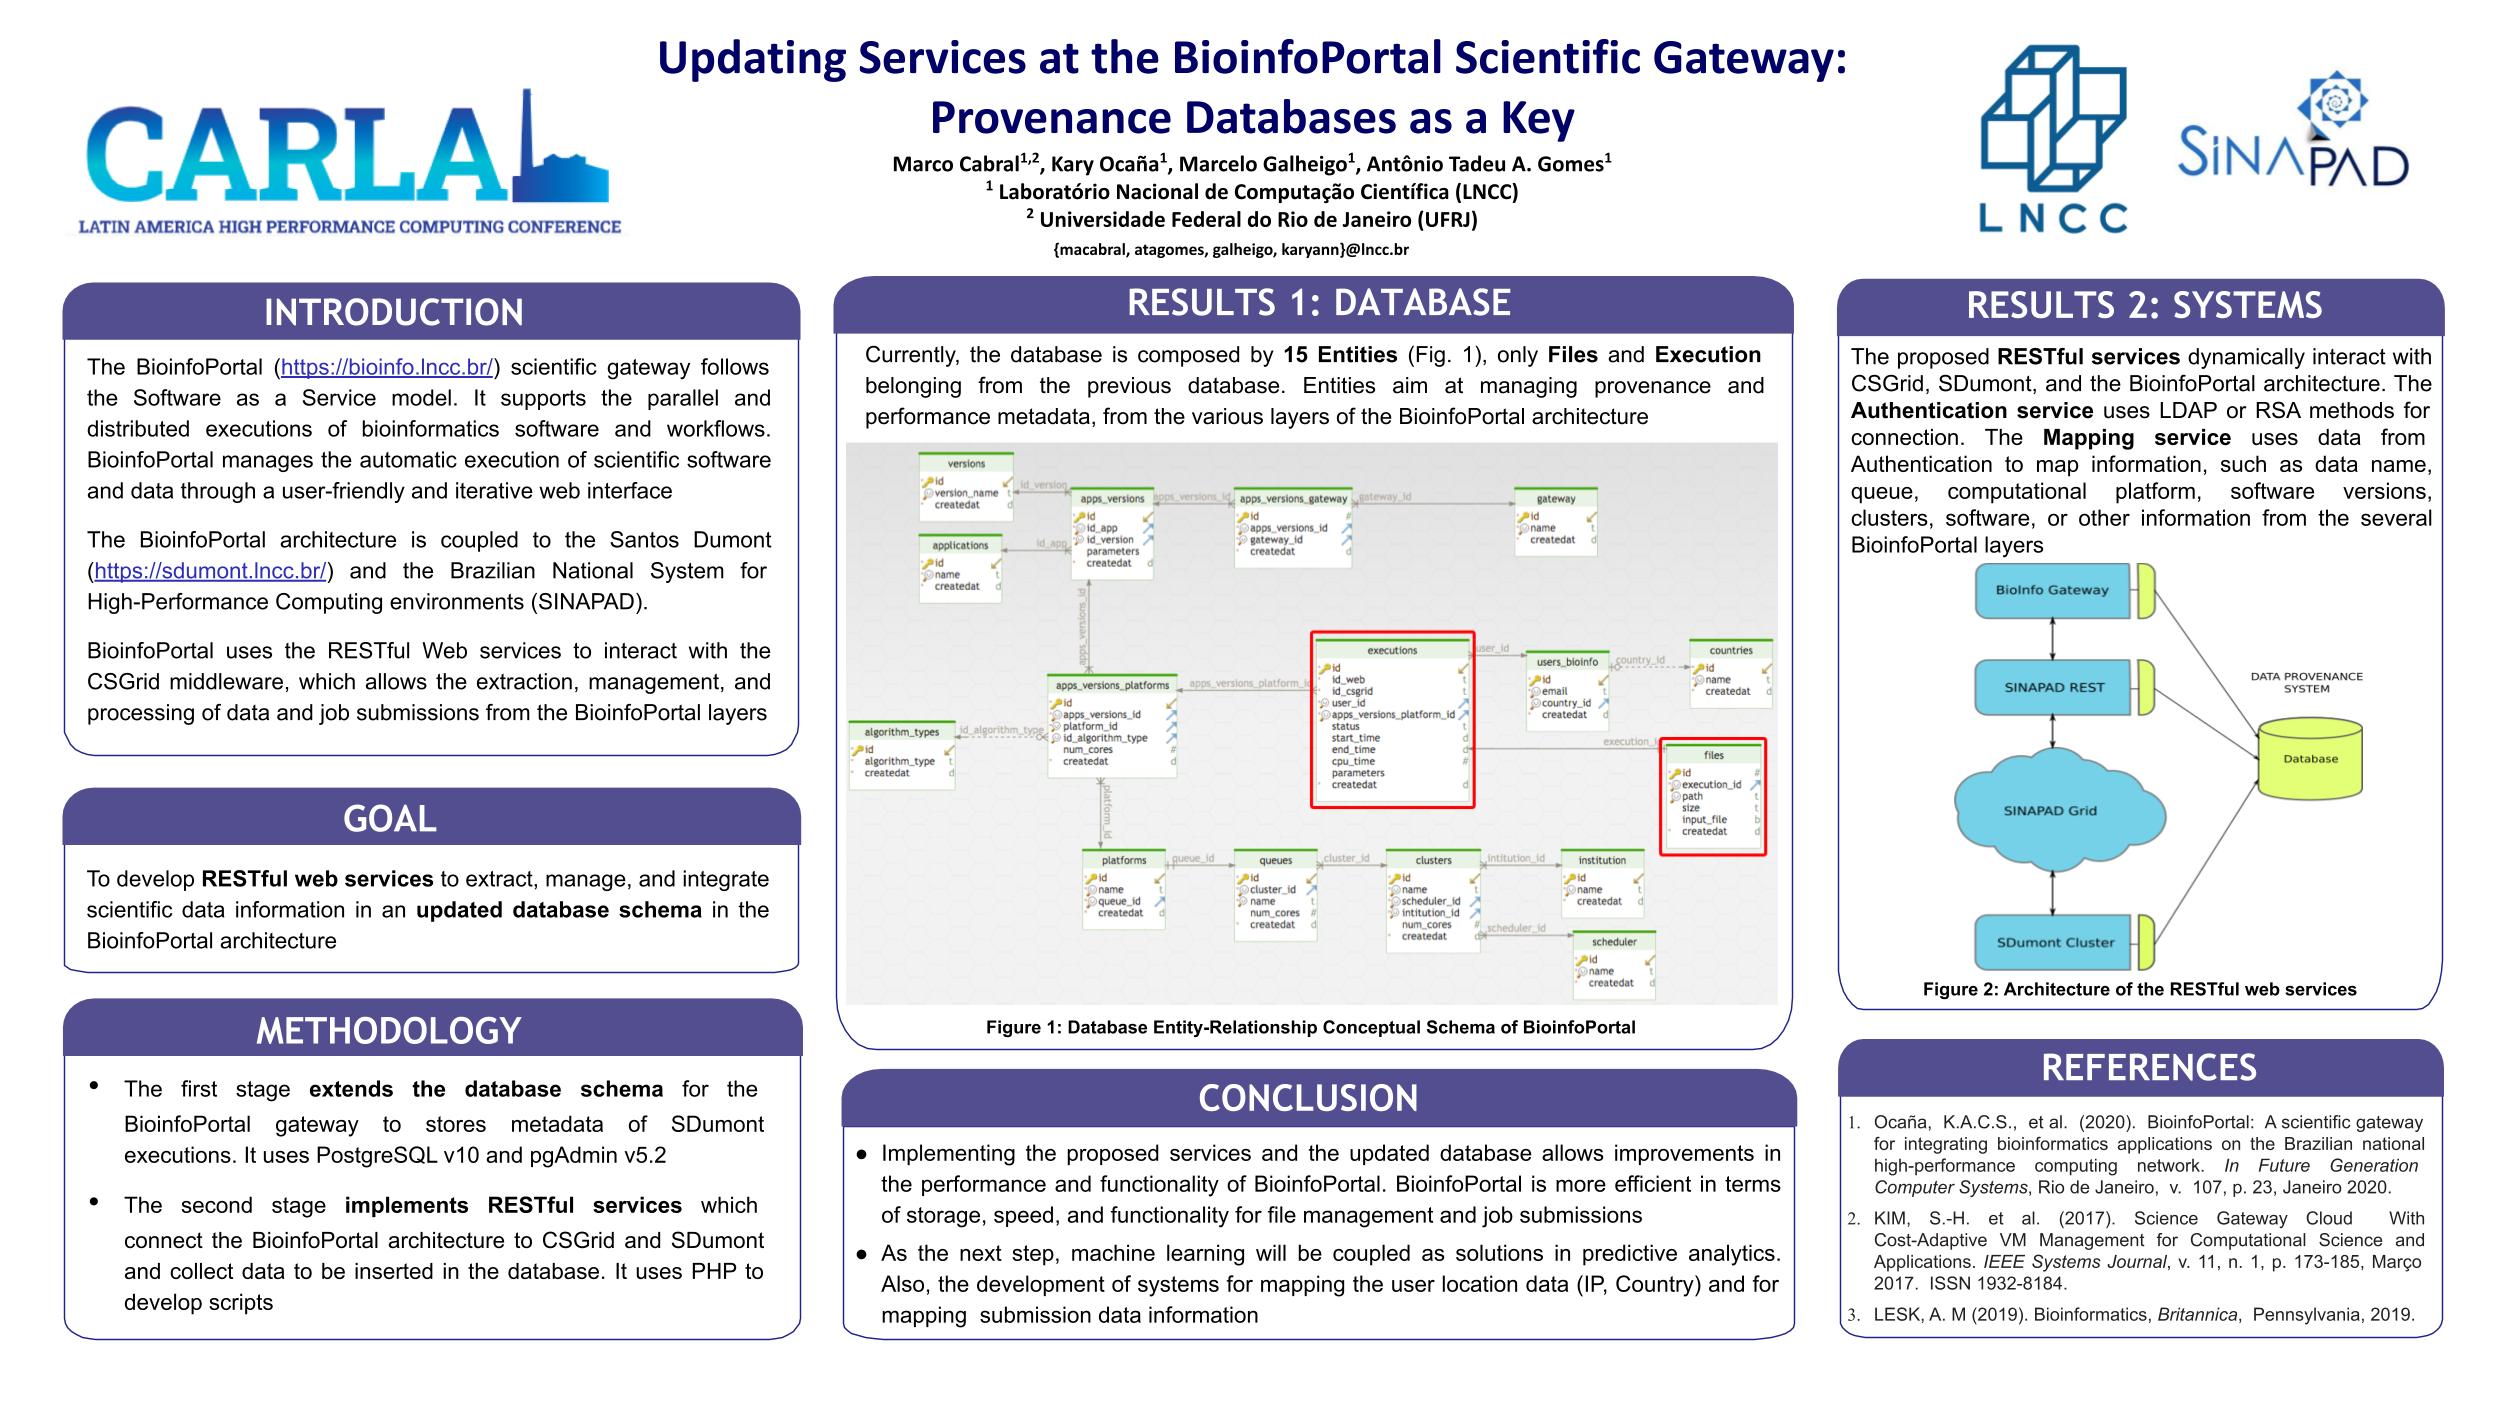 Updating Services at the BioinfoPortal Scientific Gateway:
Provenance Databases as a Key
Marco Cabral1,2, Kary Ocaña1, Marcelo Galheigo1, Antônio Tadeu A. Gomes1
1 Laboratório Nacional de Computação Científica (LNCC)
2 Universidade Federal do Rio de Janeiro (UFRJ)
{macabral, atagomes, galheigo, karyann}@lncc.br
CARLA
LATIN AMERICA HIGH PERFORMANCE COMPUTING CONFERENCE
LNCC
SINAPAD
INTRODUCTION
The BioinfoPortal (https://bioinfo.lncc.br/) scientific gateway follows
the Software as a Service model. It supports the parallel and
distributed executions of bioinformatics software and workflows.
BioinfoPortal manages the automatic execution of scientific software
and data through a user-friendly and iterative web interface
The BioinfoPortal architecture is coupled to the Santos Dumont
(https://sdumont.lncc.br/) and the Brazilian National System for
High-Performance Computing environments (SINAPAD).
BioinfoPortal uses the RESTful Web services to interact with the
CSGrid middleware, which allows the extraction, management, and
processing of data and job submissions from the BioinfoPortal layers
GOAL
To develop RESTful web services to extract, manage, and integrate
scientific data information in an updated database schema in the
BioinfoPortal architecture
METHODOLOGY
• The first stage extends the database schema for the
BioinfoPortal gateway to stores metadata of SDumont
executions. It uses PostgreSQL v10 and pgAdmin v5.2
• The second stage implements RESTful services which
connect the BioinfoPortal architecture to CSGrid and SDumont
and collect data to be inserted in the database. It uses PHP to
develop scripts
RESULTS 1: DATABASE
Currently, the database is composed by 15 Entities (Fig. 1), only Files and Execution
belonging from the previous database. Entities aim at managing provenance and
performance metadata, from the various layers of the BioinfoPortal architecture
versions
id
version_name t
createdat d
id_version
applications
id
name t
createdat d
id_app
apps_versions
id
id_app
id_version
parameters
createdat d
apps_versions_id
apps_versions_gateway
id #
apps_versions_id
gateway_id
createdat d
gateway_id
gateway
id
name t
createdat d
apps_versions_id
apps_versions_platforms
id
apps_versions_id
platform_id
id_algorithm_type
num_cores #
createdat d
id_algorithm_type
algorithm_types
id
algorithm_type t
createdat d
apps_versions_platform_id
executions
id
id_web t
id_csgrid t
user_id
apps_versions_platform_id
status t
start_time d
end_time d
cpu_time #
parameters
createdat d
user_id
users_bioinfo
id
email t
country_id
createdat d
country_id
countries
id
name t
createdat d
execution_id
files
id #
execution_id
path t
size t
input_file b
createdat d
platform_id
platforms
id
name t
queue_id
createdat d
queue_id
queues
id
cluster_id
name t
num_cores #
createdat d
cluster_id
clusters
id
name t
scheduler_id
intitution_id
num_cores #
createdat d
intitution_id
institution
id
name t
createdat d
scheduler_id
scheduler
id
name t
createdat d
Figure 1: Database Entity-Relationship Conceptual Schema of BioinfoPortal
CONCLUSION
● Implementing the proposed services and the updated database allows improvements in
the performance and functionality of BioinfoPortal. BioinfoPortal is more efficient in terms
of storage, speed, and functionality for file management and job submissions
● As the next step, machine learning will be coupled as solutions in predictive analytics.
Also, the development of systems for mapping the user location data (IP, Country) and for
mapping submission data information
RESULTS 2: SYSTEMS
The proposed RESTful services dynamically interact with
CSGrid, SDumont, and the BioinfoPortal architecture. The
Authentication service uses LDAP or RSA methods for
connection. The Mapping service uses data from
Authentication to map information, such as data name,
queue, computational platform, software versions,
clusters, software, or other information from the several
BioinfoPortal layers
BioInfo Gateway
SINAPAD REST
SINAPAD Grid
SDumont Cluster
DATA PROVENANCE
SYSTEM
Database
Figure 2: Architecture of the RESTful web services
REFERENCES
1. Ocaña, K.A.C.S., et al. (2020). BioinfoPortal: A scientific gateway
for integrating bioinformatics applications on the Brazilian national
high-performance computing network. In Future Generation
Computer Systems, Rio de Janeiro, v. 107, p. 23, Janeiro 2020.
2. KIM, S.-H. et al. (2017). Science Gateway Cloud With
Cost-Adaptive VM Management for Computational Science and
Applications. IEEE Systems Journal, v. 11, n. 1, p. 173-185, Março
2017. ISSN 1932-8184.
3. LESK, A. M (2019). Bioinformatics, Britannica, Pennsylvania, 2019.